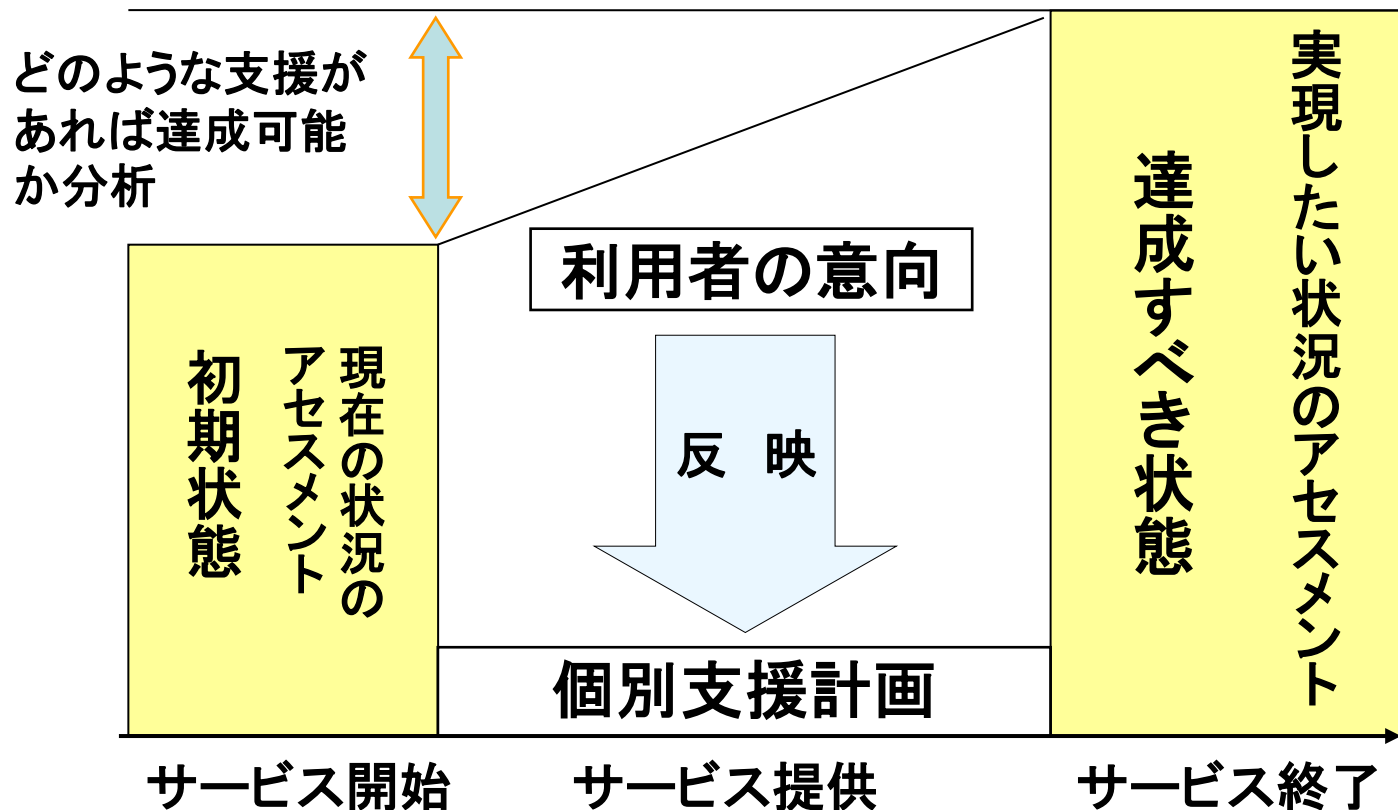 どのような支援が
あれば達成可能
か分析
初期状態
現在の状況の
アセスメント
利用者の意向
反　映
個別支援計画
達成すべき状態
実現したい状況のアセスメント
サービス開始
サービス提供
サービス終了